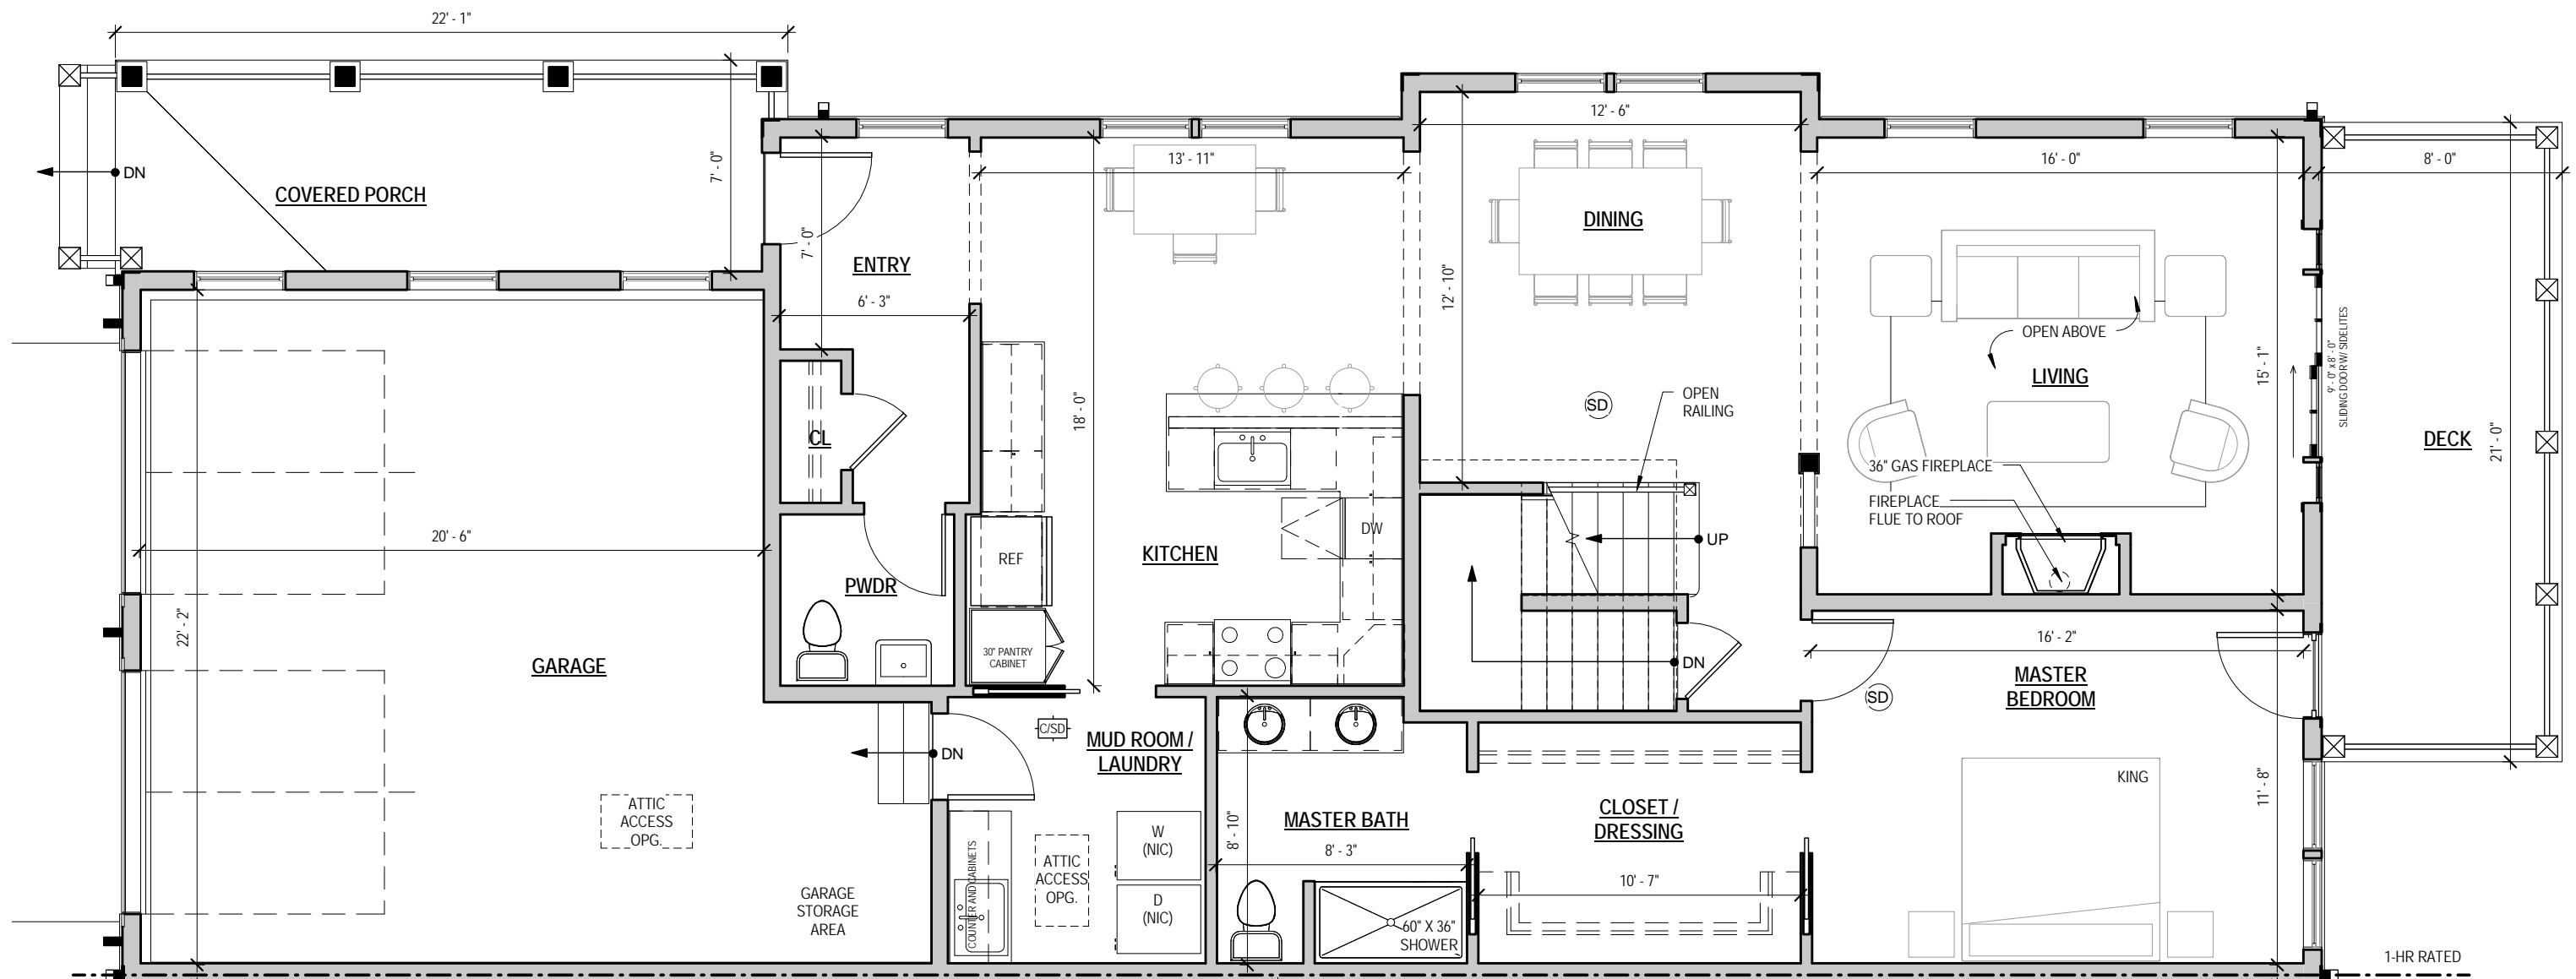 22' - 1"
DN
COVERED PORCH
7' - 0"
7' - 0"
ENTRY
6' - 3"
13' - 11"
12' - 6"
DINING
12' - 10"
16' - 0"
8' - 0"
OPEN ABOVE
LIVING
15' - 1"
9' - 0" x 8' - 0"
SLIDING DOOR W/ SIDELITES
DECK
21' - 0"
CL
18' - 0"
SD
OPEN
RAILING
36" GAS FIREPLACE
FIREPLACE
FLUE TO ROOF
20' - 6"
22' - 2"
GARAGE
PWDR
REF
30" PANTRY
CABINET
KITCHEN
DW
UP
DN
16' - 2"
MASTER
BEDROOM
SD
DN
C/SD
MUD ROOM /
LAUNDRY
ATTIC
ACCESS
OPG.
GARAGE
STORAGE
AREA
COUNTER AND CABINETS
ATTIC
ACCESS
OPG.
W
(NIC)
D
(NIC)
8' - 10"
MASTER BATH
8' - 3"
60" X 36"
SHOWER
CLOSET /
DRESSING
10' - 7"
KING
11' - 8"
1-HR RATED